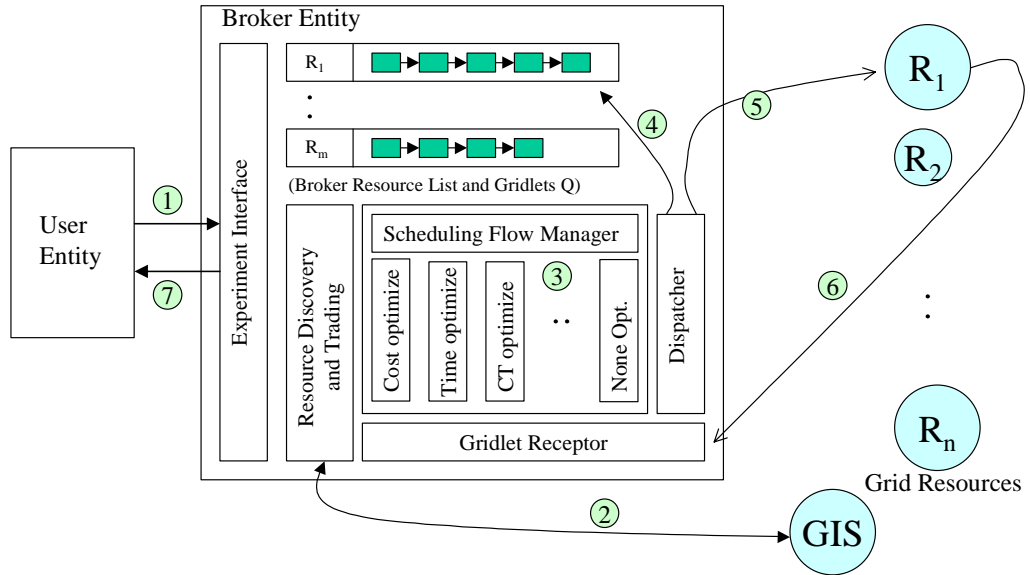 Broker Entity
R1
R1
5
4
R2
Rm
(Broker Resource List and Gridlets Q)
User
Entity
1
7
Experiment Interface
Resource Discovery
and Trading
Scheduling Flow Manager
3
Cost optimize
Time optimize
CT optimize
. .
None Opt.
Dispatcher
6
Gridlet Receptor
Rn
Grid Resources
2
GIS